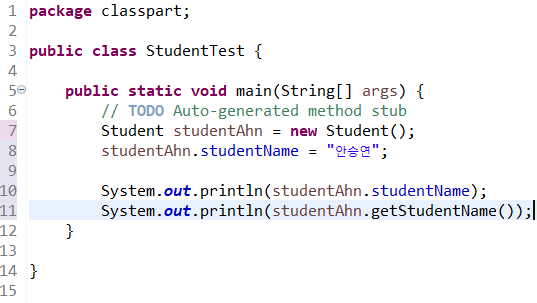 1 package classpart;
2
3 public class StudentTest {
4
5     public static void main(String[] args) {
6         // TODO Auto-generated method stub
7         Student studentAhn = new Student();
8         studentAhn.studentName = "안승연";
9
10         System.out.println(studentAhn.studentName);
11         System.out.println(studentAhn.getStudentName());
12     }
13
14 }
15